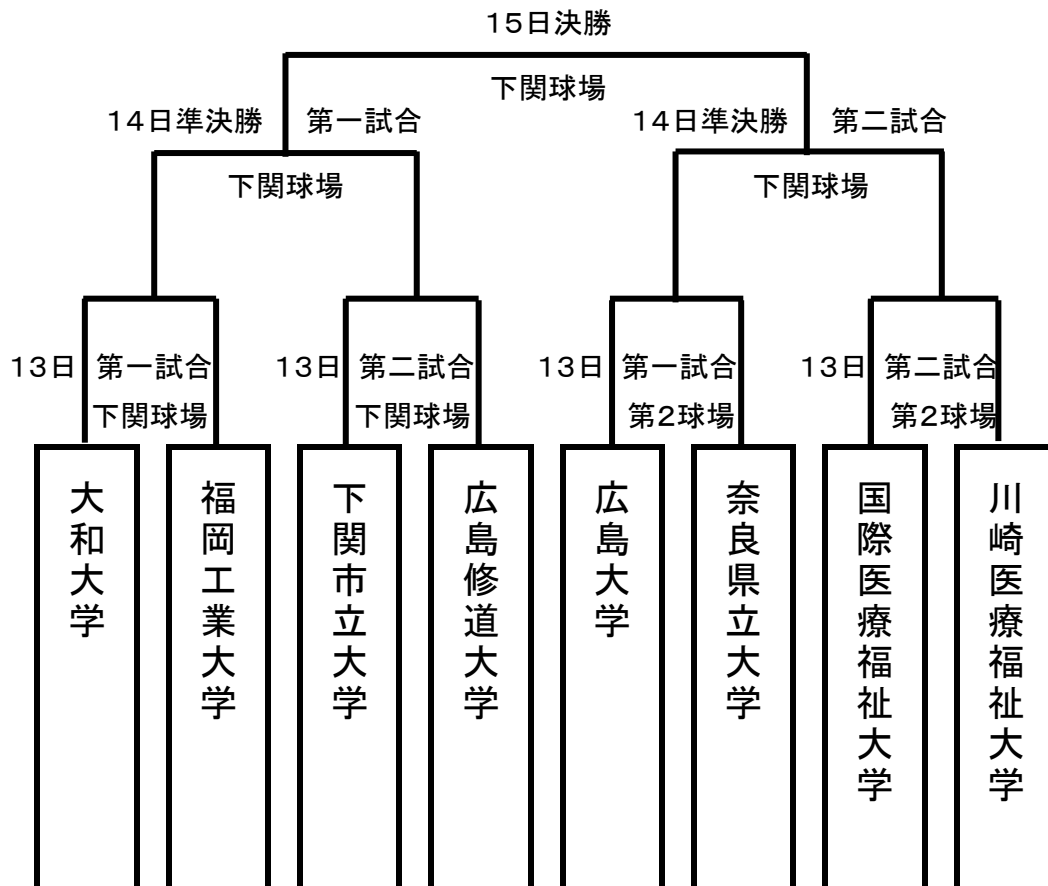 15日決勝
下関球場
14日準決勝 第一試合
14日準決勝 第二試合
下関球場
下関球場
13日 第一試合
下関球場
13日 第二試合
下関球場
13日 第一試合
第2球場
13日 第二試合
第2球場
大和大学
福岡工業大学
下関市立大学
広島修道大学
広島大学
奈良県立大学
国際医療福祉大学
川崎医療福祉大学